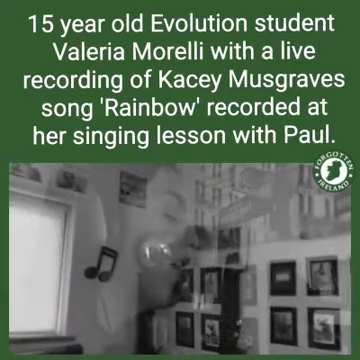 15 year old Evolution student
Valeria Morelli with a live
recording of Kacey Musgraves
song 'Rainbow' recorded at
her singing lesson with Paul.
FORGOTTEN
IRELAND